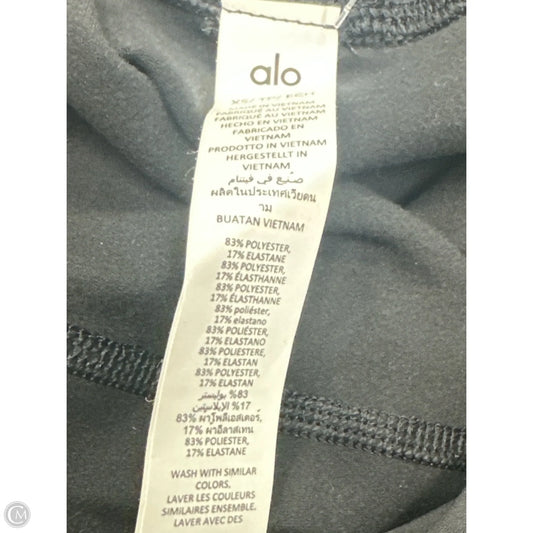 alo
XS/
MADE IN VIETNAM
FABRIQUÉ AU VIETNAM
HECHO EN VIETNAM
FABRICADO EN
VIETNAM
PRODOTTO IN VIETNAM
HERGESTELLT IN
VIETNAM
صنع في فيتنام
ผลิตในประเทศเวียดน
าม
BUATAN VIETNAM
83% POLYESTER,
17% ELASTANE
83% POLYESTER,
17% ÉLASTHANNE
83% POLYESTER,
17% ÉLASTHANNE
83% poliéster,
17% elastano
83% POLIÉSTER,
17% ELASTANO
83% POLIESTERE,
17% ELASTAN
83% POLYESTER,
17% ELASTAN
83% بوليستر
17% الإيلاستين
83% ผ้าโพลีเอสเตอร์,
17% ผ้าอีลาสเทน
83% POLIESTER,
17% ELASTANE
WASH WITH SIMILAR
COLORS.
LAVER LES COULEURS
SIMILAIRES ENSEMBLE.
LAVER AVEC DES
M